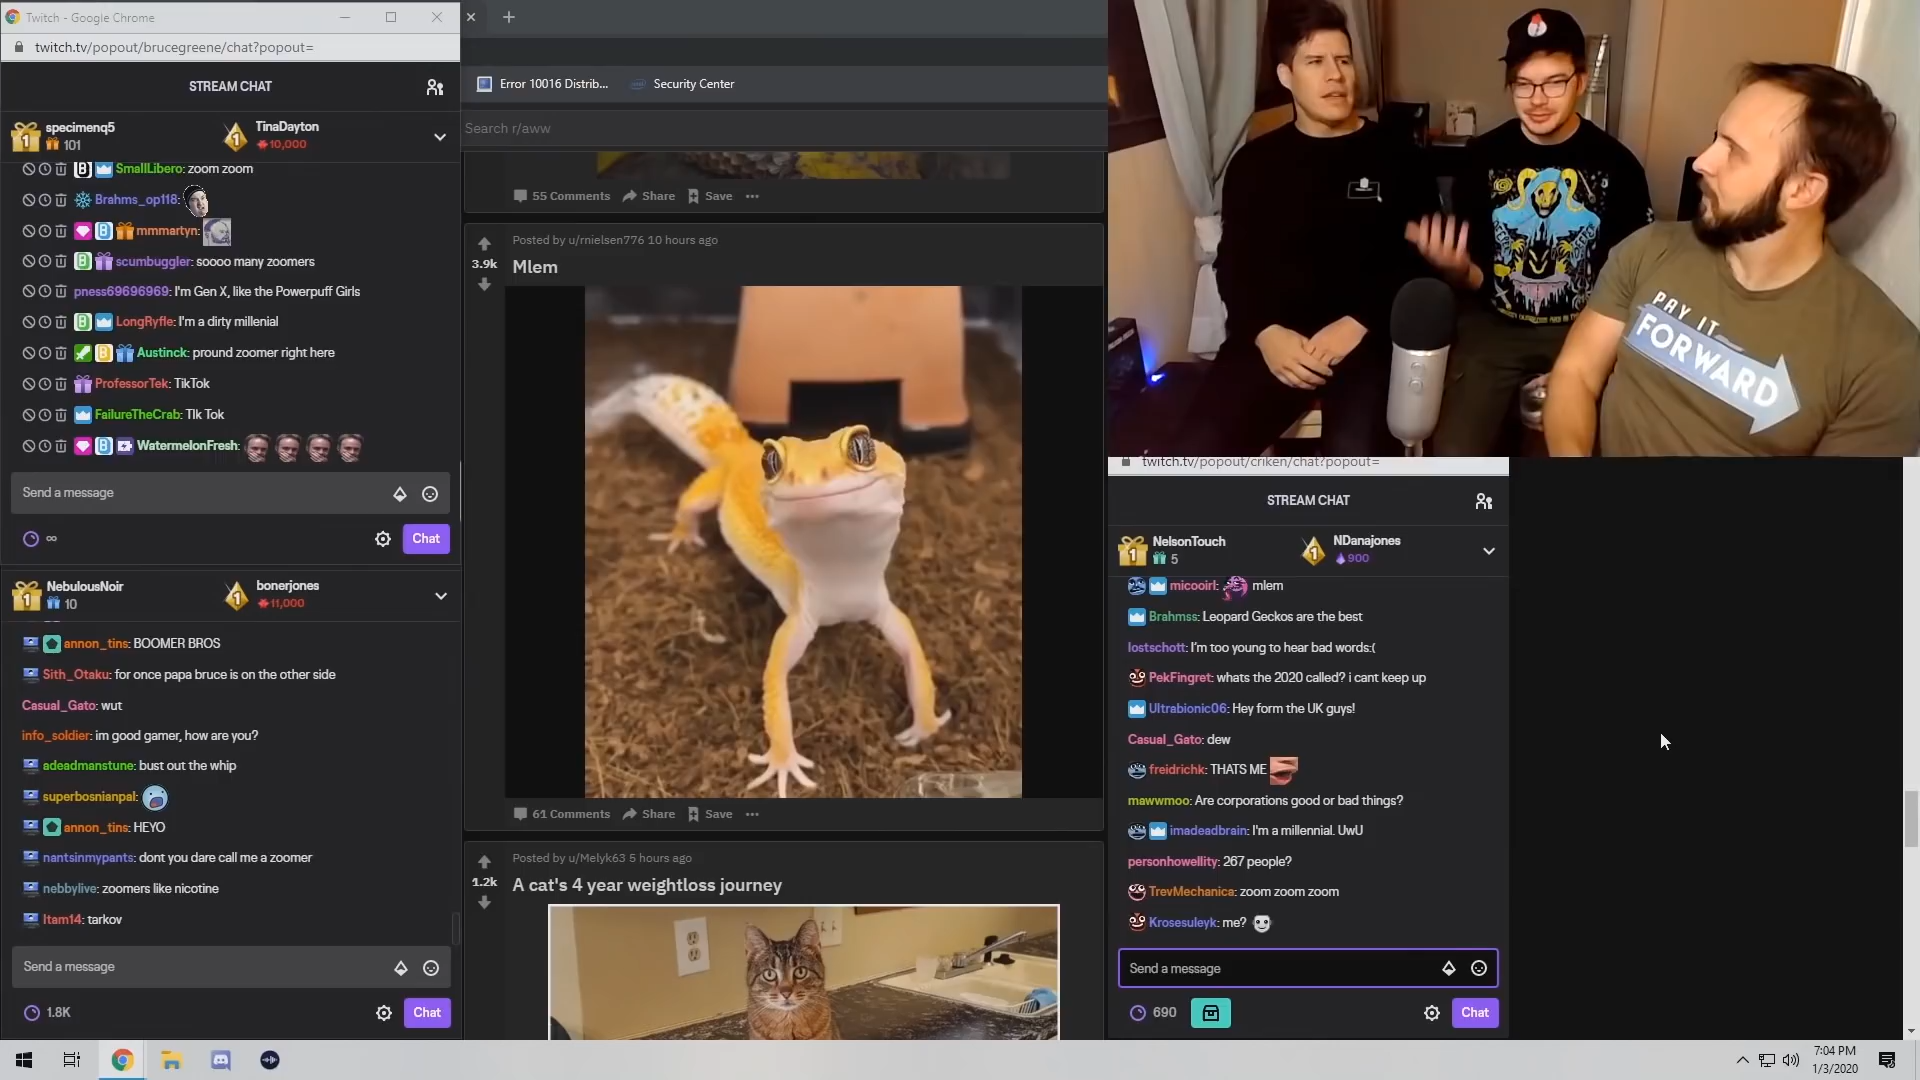 Twitch - Google Chrome
twitch.tv/popout/brucegreene/chat?popout=
STREAM CHAT
specimenq5
101
TinaDayton
10,000
SmallLibero: zoom zoom
Brahms_op118:
mmmartyn:
scumbuggler: soooo many zoomers
pness69696969: I'm Gen X, like the Powerpuff Girls
LongRyfle: I'm a dirty millenial
Austinck: pround zoomer right here
ProfessorTek: TikTok
FailureTheCrab: TIk Tok
WatermelonFresh:
Send a message
∞
Chat
NebulousNoir
10
bonerjones
11,000
annon_tins: BOOMER BROS
Sith_Otaku: for once papa bruce is on the other side
Casual_Gato: wut
info_soldier: im good gamer, how are you?
adeadmanstune: bust out the whip
superbosnianpal:
annon_tins: HEYO
nantsinmypants: dont you dare call me a zoomer
nebbylive: zoomers like nicotine
Itam14: tarkov
Send a message
1.8K
Chat
Error 10016 Distrib...
Security Center
Search r/aww
55 Comments Share Save
Posted by u/rnielsen776 10 hours ago
3.9k
Mlem
61 Comments Share Save
Posted by u/Melyk63 5 hours ago
1.2k
A cat's 4 year weightloss journey
PAY IT
FORWARD
twitch.tv/popout/criken/chat?popout=
STREAM CHAT
NelsonTouch
5
NDanajones
900
micooirl: mlem
Brahmss: Leopard Geckos are the best
lostschott: I'm too young to hear bad words:(
PekFingret: whats the 2020 called? i cant keep up
Ultrabionic06: Hey form the UK guys!
Casual_Gato: dew
freidrichk: THATS ME
mawwmoo: Are corporations good or bad things?
imadeadbrain: I'm a millennial. UwU
personhowellity: 267 people?
TrevMechanica: zoom zoom zoom
Krosesuleyk: me?
Send a message
690
Chat
7:04 PM
1/3/2020